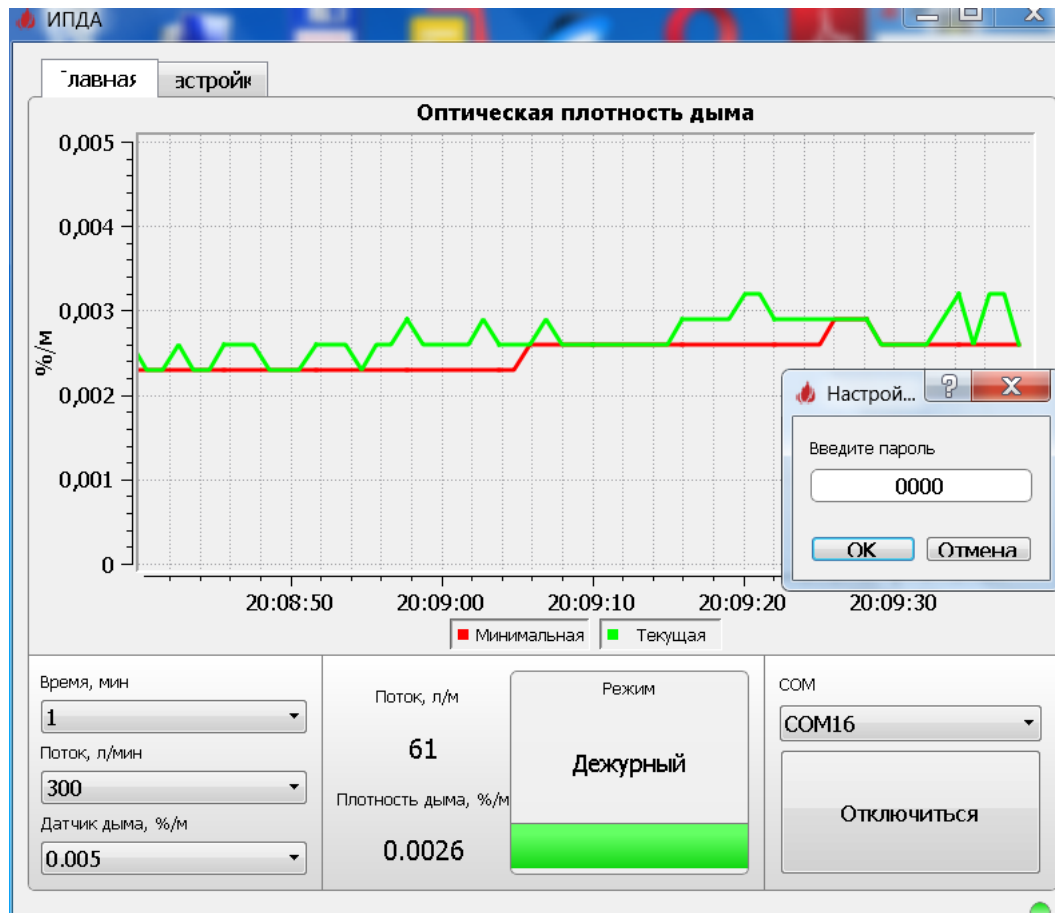 ИПДА
Главная
астройк
Оптическая плотность дыма
0,005
0,004
0,003
0,002
0,001
0
%/м
20:08:50 20:09:00 20:09:10 20:09:20 20:09:30
Минимальная Текущая
Настрой...
Введите пароль
0000
OK Отмена
Время, мин
1
Поток, л/мин
300
Датчик дыма, %/м
0.005
Поток, л/м
61
Плотность дыма, %/м
0.0026
Режим
Дежурный
COM
COM16
Отключиться